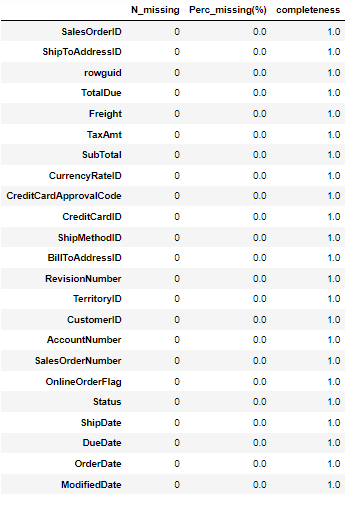 N_missing Perc_missing(%) completeness
SalesOrderID 0 0.0 1.0
ShipToAddressID 0 0.0 1.0
rowguid 0 0.0 1.0
TotalDue 0 0.0 1.0
Freight 0 0.0 1.0
TaxAmt 0 0.0 1.0
SubTotal 0 0.0 1.0
CurrencyRateID 0 0.0 1.0
CreditCardApprovalCode 0 0.0 1.0
CreditCardID 0 0.0 1.0
ShipMethodID 0 0.0 1.0
BillToAddressID 0 0.0 1.0
RevisionNumber 0 0.0 1.0
TerritoryID 0 0.0 1.0
CustomerID 0 0.0 1.0
AccountNumber 0 0.0 1.0
SalesOrderNumber 0 0.0 1.0
OnlineOrderFlag 0 0.0 1.0
Status 0 0.0 1.0
ShipDate 0 0.0 1.0
DueDate 0 0.0 1.0
OrderDate 0 0.0 1.0
ModifiedDate 0 0.0 1.0